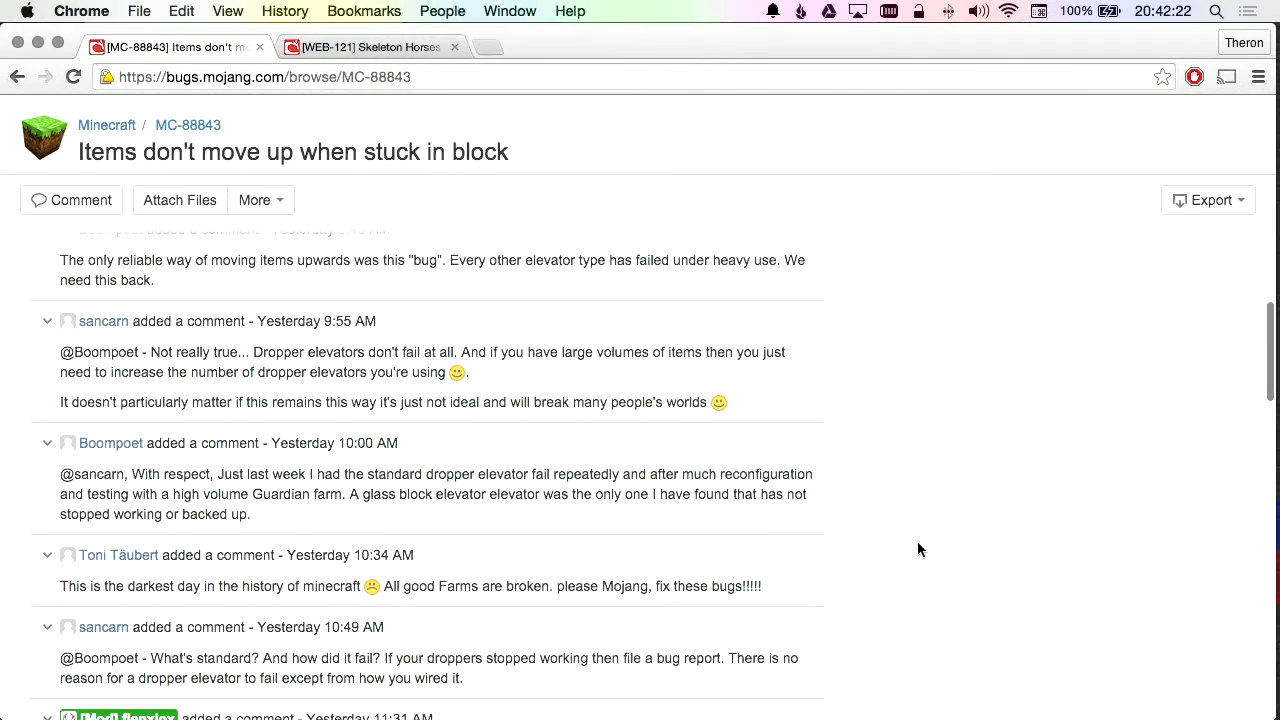 Chrome File Edit View History Bookmarks People Window Help 100% 20:42:22
[MC-88843] Items don't mo [WEB-121] Skeleton Horses Theron
https://bugs.mojang.com/browse/MC-88843
Minecraft / MC-88843
Items don't move up when stuck in block
Comment Attach Files More Export
Boompoet added a comment - Yesterday
The only reliable way of moving items upwards was this "bug". Every other elevator type has failed under heavy use. We
need this back.
sancarn added a comment - Yesterday 9:55 AM
@Boompoet - Not really true... Dropper elevators don't fail at all. And if you have large volumes of items then you just
need to increase the number of dropper elevators you're using .
It doesn't particularly matter if this remains this way it's just not ideal and will break many people's worlds
Boompoet added a comment - Yesterday 10:00 AM
@sancarn, With respect, Just last week I had the standard dropper elevator fail repeatedly and after much reconfiguration
and testing with a high volume Guardian farm. A glass block elevator elevator was the only one I have found that has not
stopped working or backed up.
Toni Täubert added a comment - Yesterday 10:34 AM
This is the darkest day in the history of minecraft All good Farms are broken. please Mojang, fix these bugs!!!!!
sancarn added a comment - Yesterday 10:49 AM
@Boompoet - What's standard? And how did it fail? If your droppers stopped working then file a bug report. There is no
reason for a dropper elevator to fail except from how you wired it.
[Mod] added a comment - Yesterday 11:31 AM